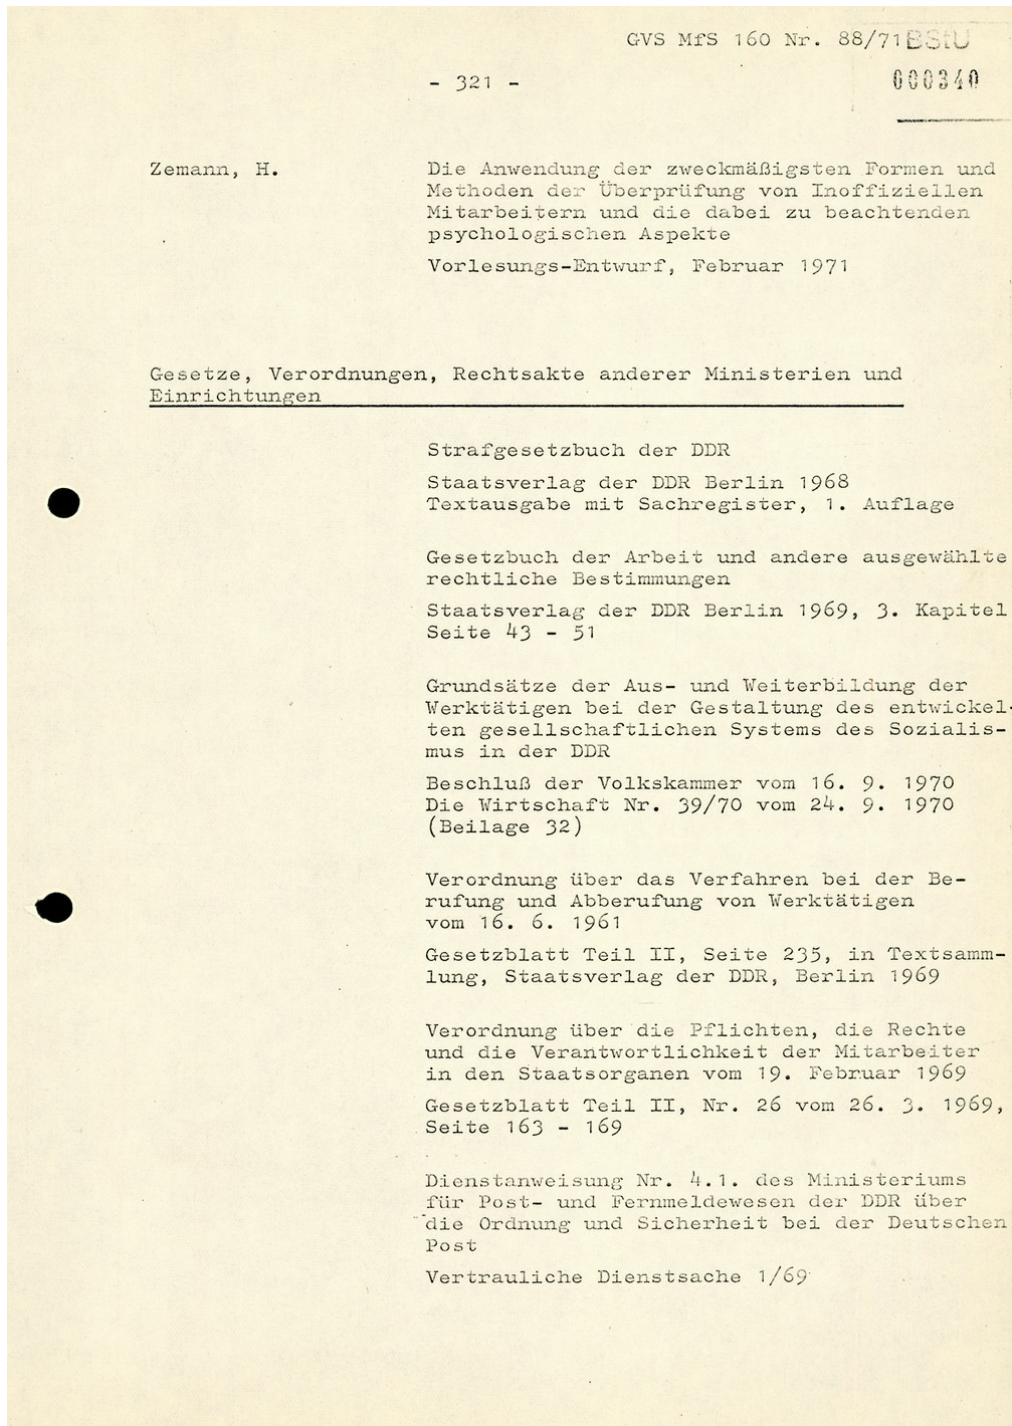 GVS MfS 160 Nr. 88/71 BStU
- 321 -
000340
Zemann, H.
Die Anwendung der zweckmäßigsten Formen und
Methoden der Überprüfung von Inoffiziellen
Mitarbeitern und die dabei zu beachtenden
psychologischen Aspekte
Vorlesungs-Entwurf, Februar 1971
Gesetze, Verordnungen, Rechtsakte anderer Ministerien und
Einrichtungen
Strafgesetzbuch der DDR
Staatsverlag der DDR Berlin 1968
Textausgabe mit Sachregister, 1. Auflage
Gesetzbuch der Arbeit und andere ausgewählte
rechtliche Bestimmungen
Staatsverlag der DDR Berlin 1969, 3. Kapitel
Seite 43 - 51
Grundsätze der Aus- und Weiterbildung der
Werktätigen bei der Gestaltung des entwickel-
ten gesellschaftlichen Systems des Sozialis-
mus in der DDR
Beschluß der Volkskammer vom 16. 9. 1970
Die Wirtschaft Nr. 39/70 vom 24. 9. 1970
(Beilage 32)
Verordnung über das Verfahren bei der Be-
rufung und Abberufung von Werktätigen
vom 16. 6. 1961
Gesetzblatt Teil II, Seite 235, in Textsamm-
lung, Staatsverlag der DDR, Berlin 1969
Verordnung über die Pflichten, die Rechte
und die Verantwortlichkeit der Mitarbeiter
in den Staatsorganen vom 19. Februar 1969
Gesetzblatt Teil II, Nr. 26 vom 26. 3. 1969,
Seite 163 - 169
Dienstanweisung Nr. 4.1. des Ministeriums
für Post- und Fernmeldewesen der DDR über
die Ordnung und Sicherheit bei der Deutschen
Post
Vertrauliche Dienstsache 1/69